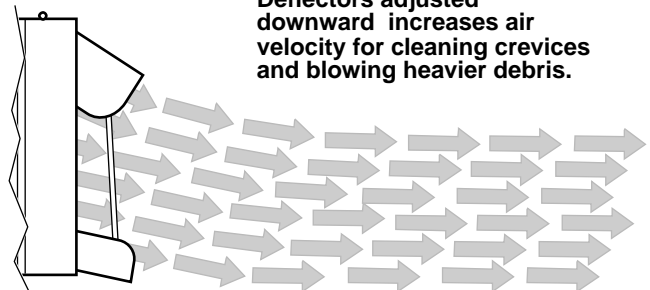 Deflectors adjusted
downward increases air
velocity for cleaning crevices
and blowing heavier debris.